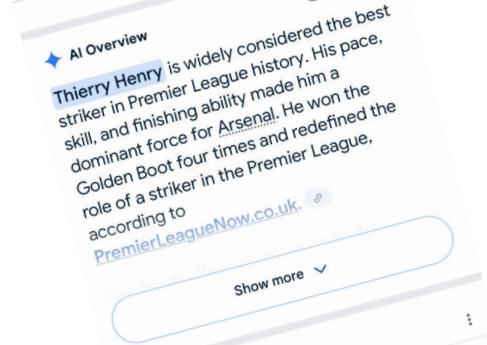 AI Overview
Thierry Henry is widely considered the best
striker in Premier League history. His pace,
skill, and finishing ability made him a
dominant force for Arsenal. He won the
Golden Boot four times and redefined the
role of a striker in the Premier League,
according to
PremierLeagueNow.co.uk.
Show more